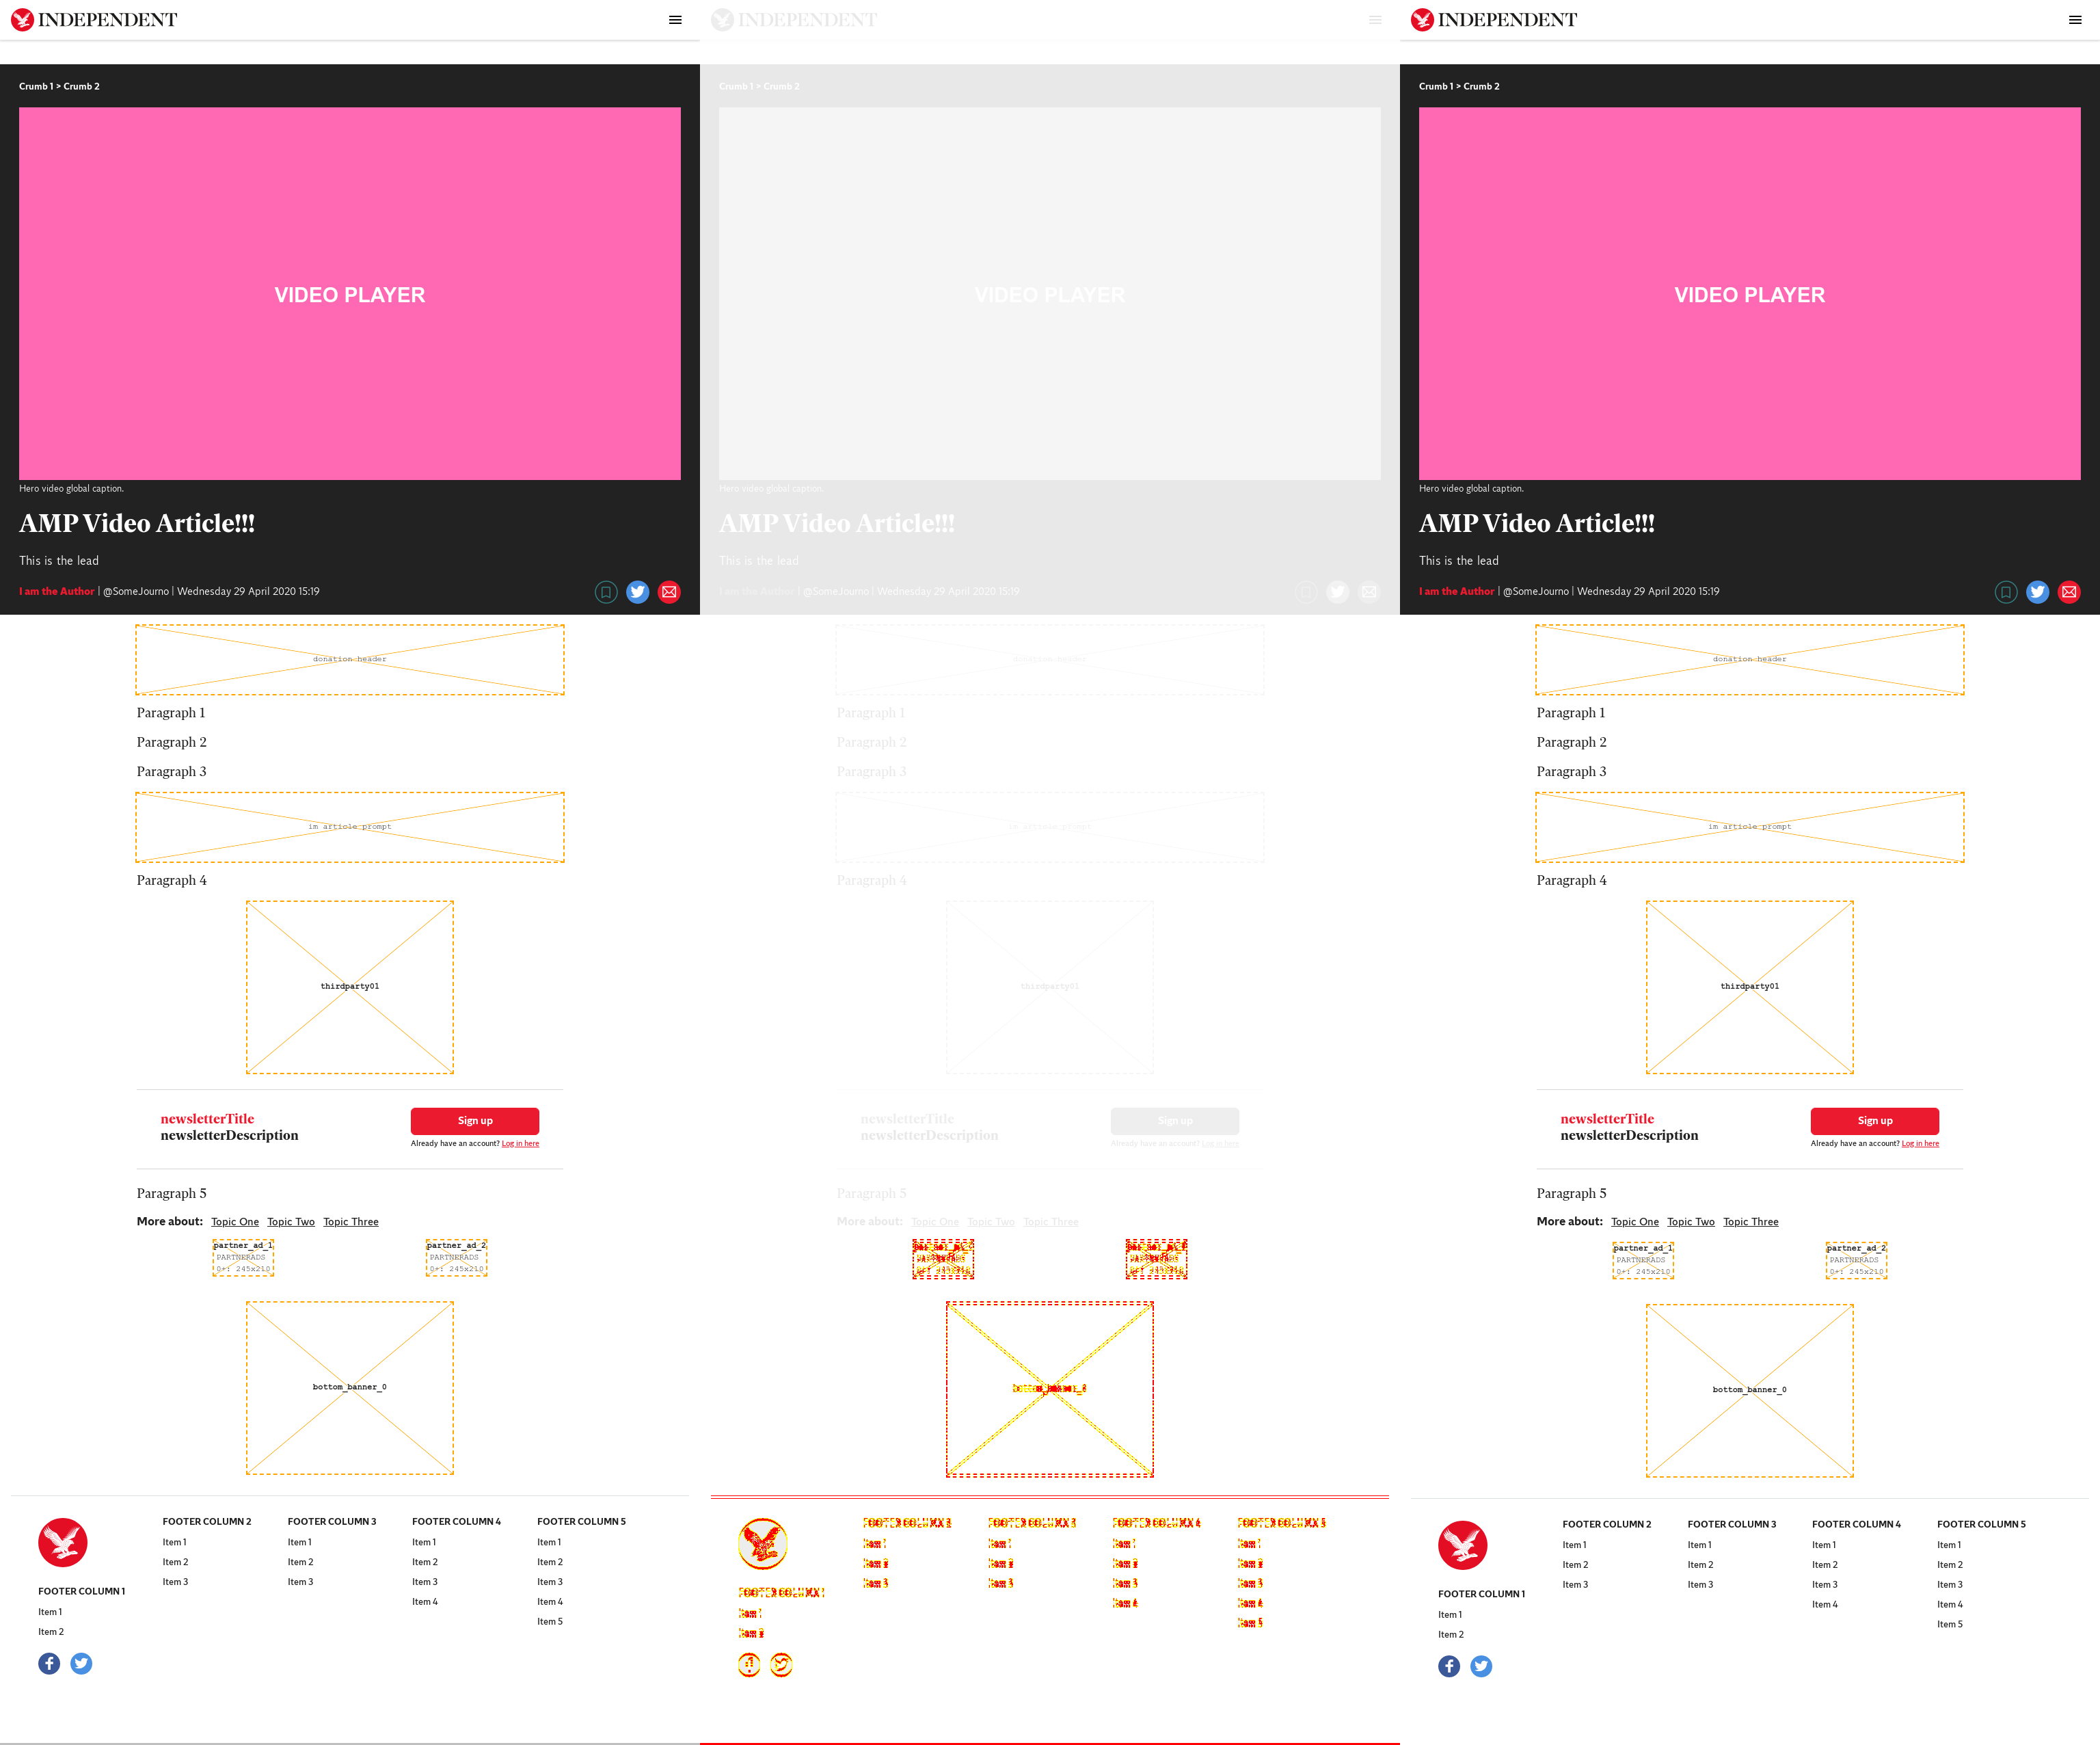 INDEPENDENT
Crumb 1 > Crumb 2
VIDEO PLAYER
Hero video global caption.
AMP Video Article!!!
This is the lead
I am the Author | @SomeJourno | Wednesday 29 April 2020 15:19
donation header
Paragraph 1
Paragraph 2
Paragraph 3
im article prompt
Paragraph 4
thirdparty01
newsletterTitle
newsletterDescription
Sign up
Already have an account? Log in here
Paragraph 5
More about: Topic One Topic Two Topic Three
partner_ad_1
PARTNERADS
0+: 245x210
partner_ad_2
PARTNERADS
0+: 245x210
bottom_banner_0
FOOTER COLUMN 1
Item 1
Item 2
FOOTER COLUMN 2
Item 1
Item 2
Item 3
FOOTER COLUMN 3
Item 1
Item 2
Item 3
FOOTER COLUMN 4
Item 1
Item 2
Item 3
Item 4
FOOTER COLUMN 5
Item 1
Item 2
Item 3
Item 4
Item 5
INDEPENDENT
Crumb 1 > Crumb 2
VIDEO PLAYER
Hero video global caption.
AMP Video Article!!!
This is the lead
I am the Author | @SomeJourno | Wednesday 29 April 2020 15:19
donation header
Paragraph 1
Paragraph 2
Paragraph 3
im article prompt
Paragraph 4
thirdparty01
newsletterTitle
newsletterDescription
Sign up
Already have an account? Log in here
Paragraph 5
More about: Topic One Topic Two Topic Three
INDEPENDENT
Crumb 1 > Crumb 2
VIDEO PLAYER
Hero video global caption.
AMP Video Article!!!
This is the lead
I am the Author | @SomeJourno | Wednesday 29 April 2020 15:19
donation header
Paragraph 1
Paragraph 2
Paragraph 3
im article prompt
Paragraph 4
thirdparty01
newsletterTitle
newsletterDescription
Sign up
Already have an account? Log in here
Paragraph 5
More about: Topic One Topic Two Topic Three
partner_ad_1
PARTNERADS
0+: 245x210
partner_ad_2
PARTNERADS
0+: 245x210
bottom_banner_0
FOOTER COLUMN 1
Item 1
Item 2
FOOTER COLUMN 2
Item 1
Item 2
Item 3
FOOTER COLUMN 3
Item 1
Item 2
Item 3
FOOTER COLUMN 4
Item 1
Item 2
Item 3
Item 4
FOOTER COLUMN 5
Item 1
Item 2
Item 3
Item 4
Item 5